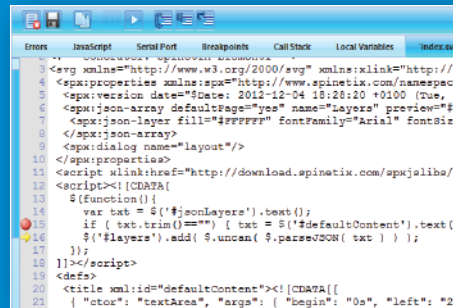 Errors JavaScript Serial Port Breakpoints Call Stack Local Variables "index.sv
3 <svg xmlns="http://www.w3.org/2000/svg" xmlns:xlink="http://
4 <spx:properties xmlns:spx="http://www.spinetix.com/namespac
5 <spx:version date="$Date: 2012-12-04 18:28:20 +0100 (Tue,
6 <spx:json-array defaultPage="yes" name="Layers" preview="#
7 <spx:json-layer fill="#FFFFFF" fontFamily="Arial" fontSiz
8 </spx:json-array>
9 <spx:dialog name="layout"/>
10 </spx:properties>
11 <script xlink:href="http://download.spinetix.com/spxjslibs/
12 <script><![CDATA[
13 $(function(){
14 var txt = $('#jsonLayers').text();
15 if ( txt.trim()=="") { txt = $('#defaultContent').text(
16 $('#layers').add( $.uncan( $.parseJSON( txt ) ) );
17 });
18 ]]></script>
19 <defs>
20 <title xml:id="defaultContent"><![CDATA[[
21 { "ctor": "textArea", "args": { "begin": "0s", "left": "2